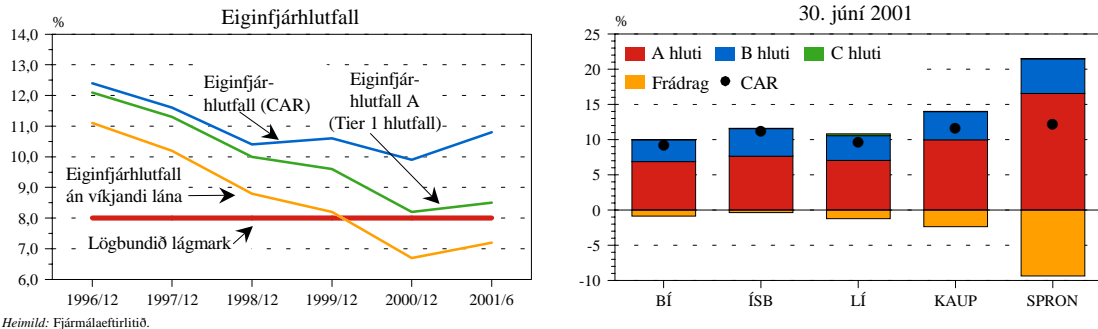 Eiginfjárhlutfall
%
14,0
13,0
12,0
11,0
10,0
9,0
8,0
7,0
6,0
Eiginfjár-
hlutfall (CAR)
Eiginfjár-
hlutfall A
(Tier 1 hlutfall)
Eiginfjárhlutfall
án víkjandi lána
Lögbundið lágmark
1996/12 1997/12 1998/12 1999/12 2000/12 2001/6
Heimild: Fjármálaeftirlitið.
30. júní 2001
%
25
20
15
10
5
0
-5
-10
A hluti B hluti C hluti
Frádrag CAR
BÍ ÍSB LÍ KAUP SPRON